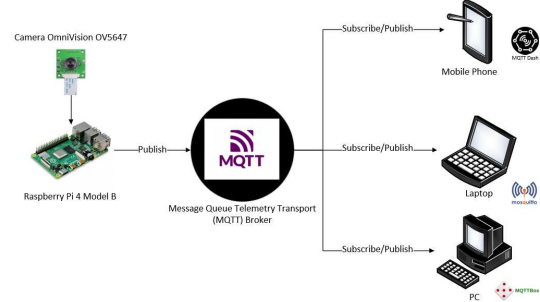 Camera OmniVision OV5647
Raspberry Pi 4 Model B
Publish
MQTT
Message Queue Telemetry Transport
(MQTT) Broker
Subscribe/Publish
Mobile Phone
MQTT Dash
Subscribe/Publish
Laptop
mosquitto
Subscribe/Publish
PC
MQTTBox